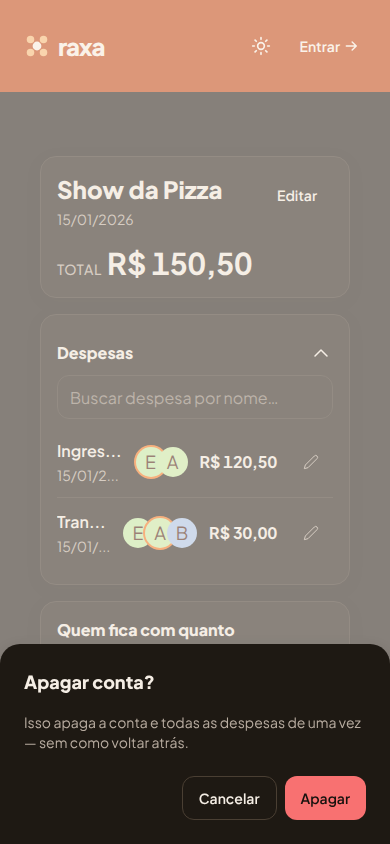 raxa
Entrar →
Show da Pizza
Editar
15/01/2026
TOTAL R$ 150,50
Despesas
Buscar despesa por nome...
Ingres... E A R$ 120,50
15/01/2...
Tran... E A B R$ 30,00
15/01/...
Quem fica com quanto
Apagar conta?
Isso apaga a conta e todas as despesas de uma vez
— sem como voltar atrás.
Cancelar
Apagar